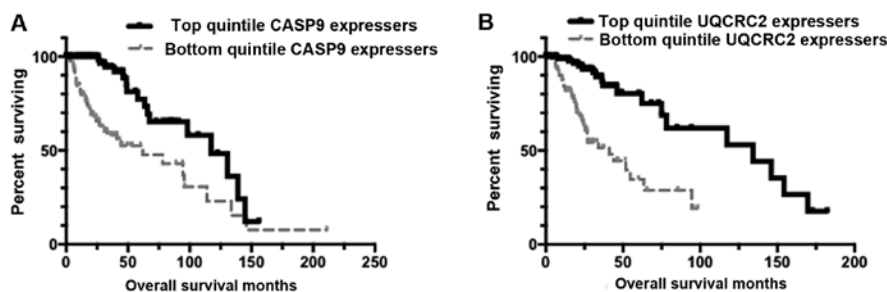 A
Top quintile CASP9 expressers
Bottom quintile CASP9 expressers
Percent surviving
100
50
0
0 50 100 150 200 250
Overall survival months
B
Top quintile UQCRC2 expressers
Bottom quintile UQCRC2 expressers
Percent surviving
100
50
0
0 50 100 150 200
Overall survival months